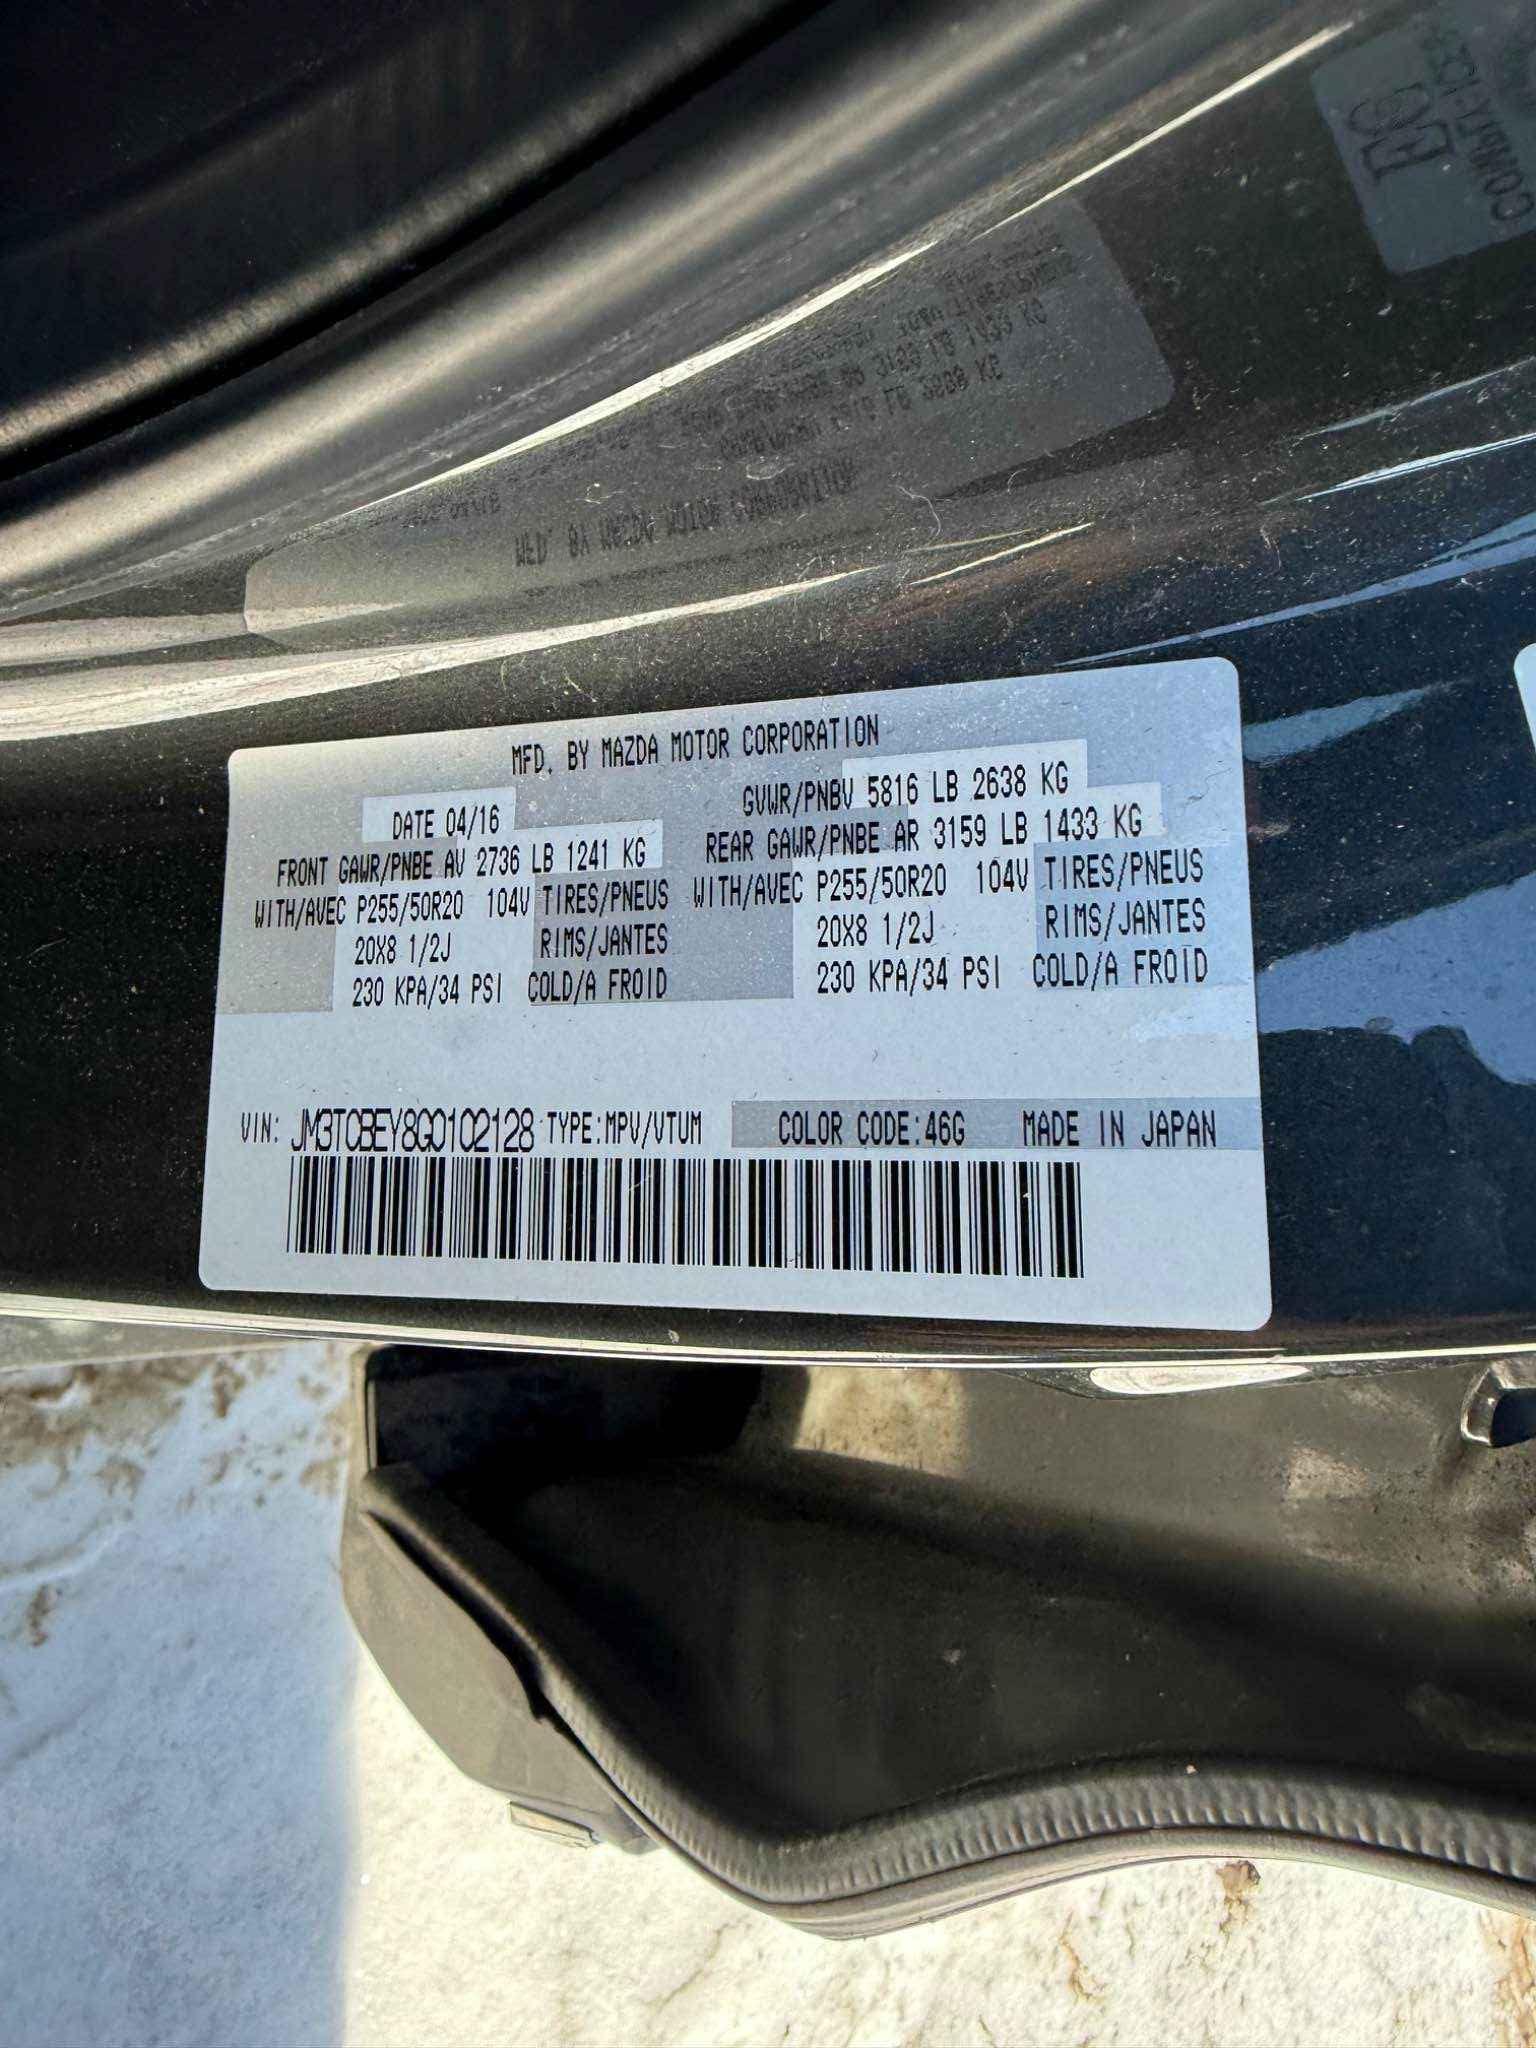 MFD. BY MAZDA MOTOR CORPORATION
DATE 04/16 GVWR/PNBV 5816 LB 2638 KG
FRONT GAWR/PNBE AV 2736 LB 1241 KG REAR GAWR/PNBE AR 3159 LB 1433 KG
WITH/AVEC P255/50R20 104V TIRES/PNEUS WITH/AVEC P255/50R20 104V TIRES/PNEUS
20X8 1/2J RIMS/JANTES 20X8 1/2J RIMS/JANTES
230 KPA/34 PSI COLD/A FROID 230 KPA/34 PSI COLD/A FROID
VIN: JM3TCBEY8G0102128 TYPE:MPV/VTUM COLOR CODE:46G MADE IN JAPAN